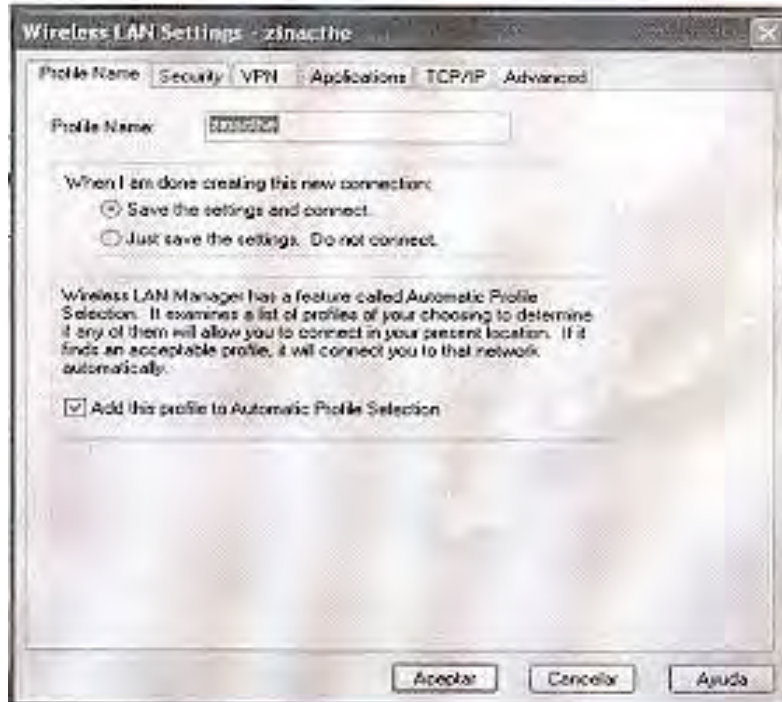 Wireless LAN Settings - zinacthe
Profile Name Security VPN Applications TCP/IP Advanced
Profile Name: zinacthe
When I am done creating this new connection:
Save the settings and connect.
Just save the settings. Do not connect.
Wireless LAN Manager has a feature called Automatic Profile
Selection. It examines a list of profiles of your choosing to determine
if any of them will allow you to connect in your present location. If it
finds an acceptable profile, it will connect you to that network
automatically.
Add this profile to Automatic Profile Selection
Aceptar Cancelar Ayuda